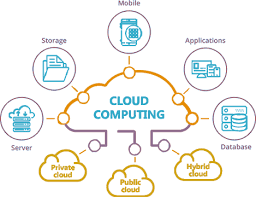 Mobile
Storage
Applications
CLOUD
COMPUTING
Server
Database
Private
cloud
Public
cloud
Hybrid
cloud